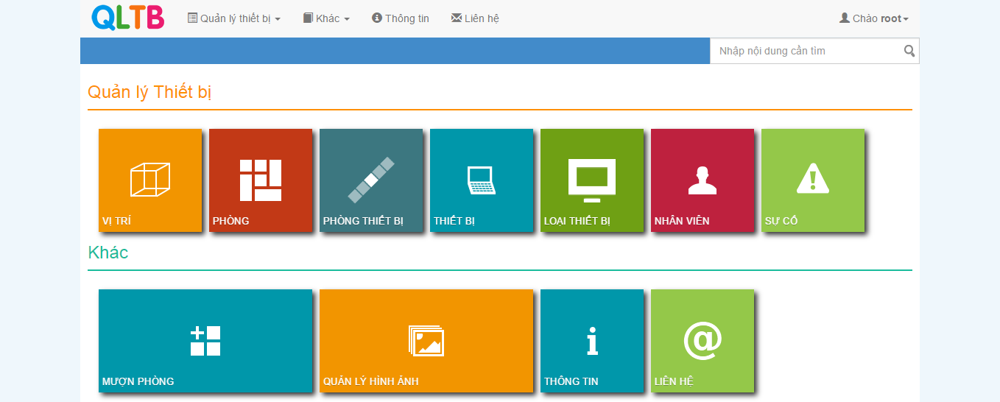 QLTB Quản lý thiết bị Khác Thông tin Liên hệ Chào root
Nhập nội dung cần tìm
Quản lý Thiết bị
VỊ TRÍ PHÒNG PHÒNG THIẾT BỊ THIẾT BỊ LOẠI THIẾT BỊ NHÂN VIÊN SỰ CỐ
Khác
MƯỢN PHÒNG QUẢN LÝ HÌNH ẢNH THÔNG TIN LIÊN HỆ